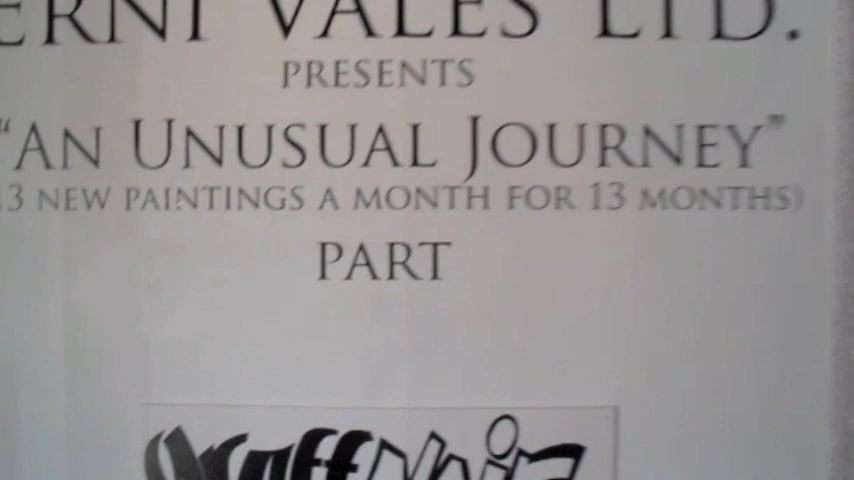 ERNI VALES LTD.
PRESENTS
"AN UNUSUAL JOURNEY"
13 NEW PAINTINGS A MONTH FOR 13 MONTHS)
PART